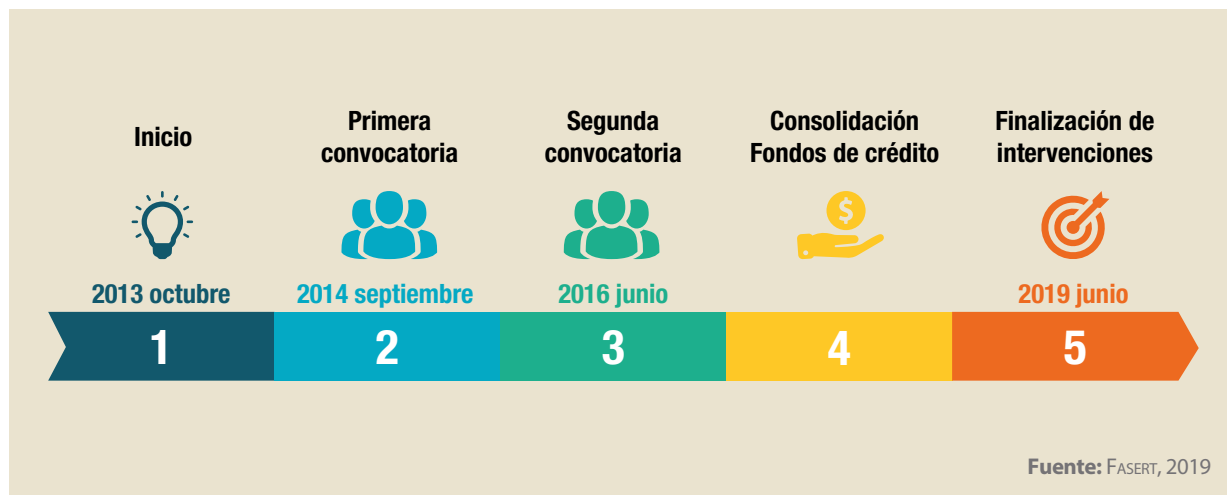 Inicio
Primera
convocatoria
Segunda
convocatoria
Consolidación
Fondos de crédito
Finalización de
intervenciones
$
2013 octubre
2014 septiembre
2016 junio
2019 junio
1
2
3
4
5
Fuente: FASERT, 2019